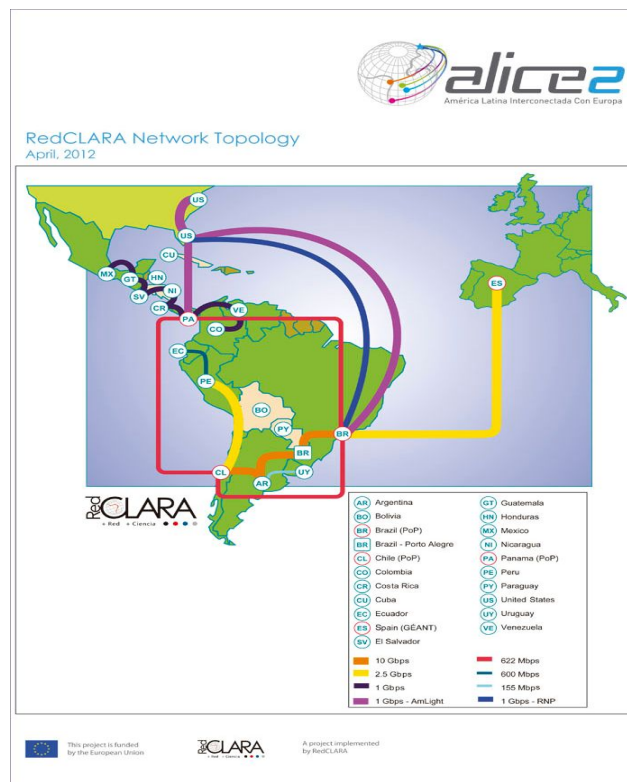 alice2
América Latina Interconectada Con Europa
RedCLARA Network Topology
April, 2012
US
US
CU
MX
GT
HN
SV
NI
CR
PA
VE
CO
EC
PE
BO
PY
BR
BR
CL
AR
UY
ES
Red CLARA
+ Red + Ciencia
AR Argentina
BO Bolivia
BR Brazil (PoP)
BR Brazil - Porto Alegre
CL Chile (PoP)
CO Colombia
CR Costa Rica
CU Cuba
EC Ecuador
ES Spain (GÉANT)
SV El Salvador
GT Guatemala
HN Honduras
MX Mexico
NI Nicaragua
PA Panama (PoP)
PE Peru
PY Paraguay
US United States
UY Uruguay
VE Venezuela
10 Gbps
2.5 Gbps
1 Gbps
1 Gbps - AmLight
622 Mbps
600 Mbps
155 Mbps
1 Gbps - RNP
This project is funded
by the European Union
Red CLARA
+ Red + Ciencia
A project implemented
by RedCLARA